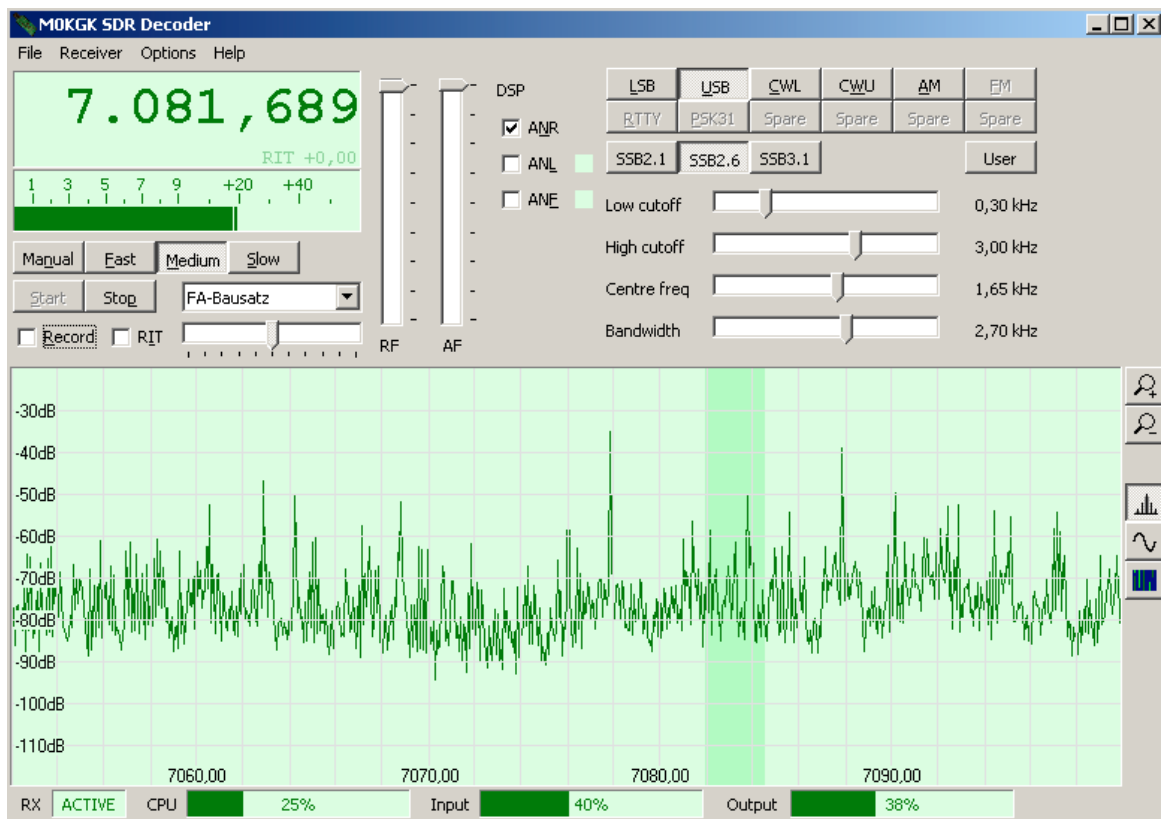 M0KGK SDR Decoder
File Receiver Options Help
7.081,689
RIT +0,00
1 3 5 7 9 +20 +40
Manual Fast Medium Slow
Start Stop FA-Bausatz
Record RIT
RF AF
DSP
ANR
ANL
ANF
LSB USB CWL CWU AM FM
RTTY PSK31 Spare Spare Spare Spare
SSB2.1 SSB2.6 SSB3.1 User
Low cutoff 0,30 kHz
High cutoff 3,00 kHz
Centre freq 1,65 kHz
Bandwidth 2,70 kHz
-30dB
-40dB
-50dB
-60dB
-70dB
-80dB
-90dB
-100dB
-110dB
7060,00 7070,00 7080,00 7090,00
RX ACTIVE CPU 25% Input 40% Output 38%